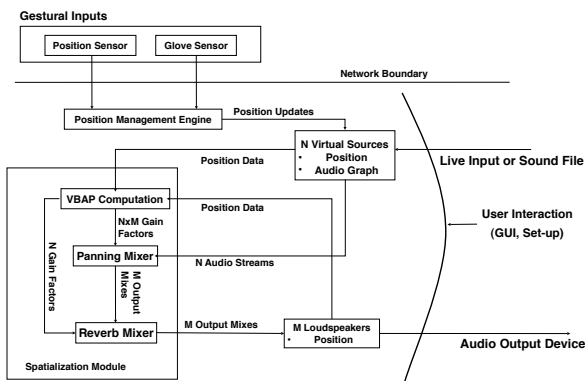 Gestural Inputs
Position Sensor
Glove Sensor
Network Boundary
Position Management Engine
Position Updates
N Virtual Sources
• Position
• Audio Graph
Live Input or Sound File
Position Data
VBAP Computation
Position Data
NxM Gain
Factors
User Interaction
(GUI, Set-up)
N Gain Factors
Panning Mixer
N Audio Streams
M Output
Mixes
Reverb Mixer
M Output Mixes
M Loudspeakers
• Position
Audio Output Device
Spatialization Module